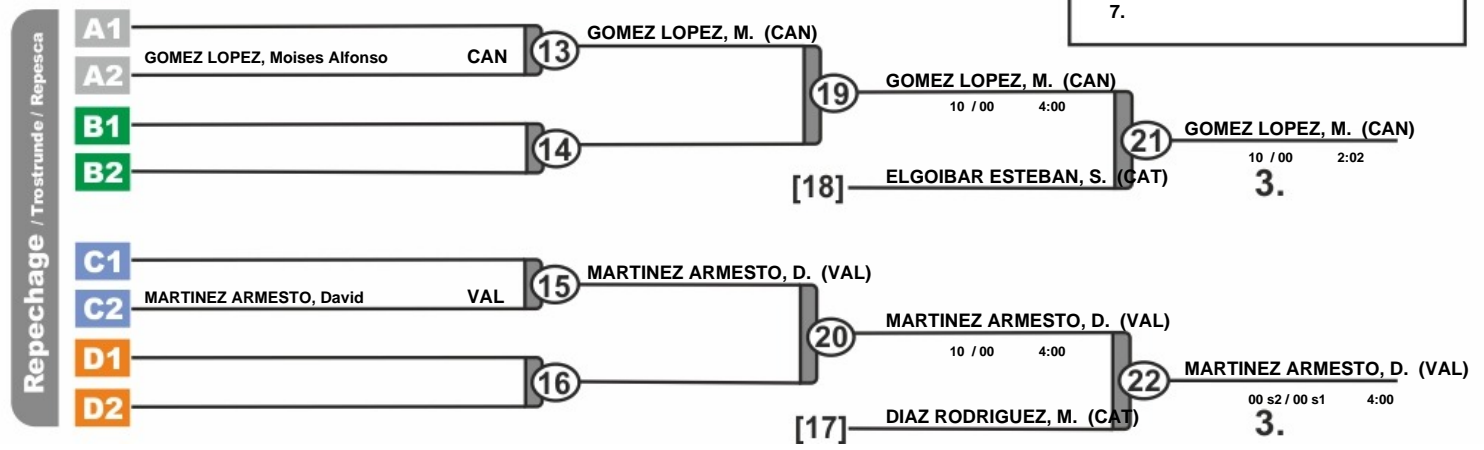 7.
Repechage / Trostrunde / Repesca
A1
GOMEZ LOPEZ, Moises Alfonso CAN
A2
13
GOMEZ LOPEZ, M. (CAN)
B1
14
B2
19
GOMEZ LOPEZ, M. (CAN)
10 / 00 4:00
[18] ELGOIBAR ESTEBAN, S. (CAT)
21
GOMEZ LOPEZ, M. (CAN)
10 / 00 2:02
3.
C1
C2
MARTINEZ ARMESTO, David VAL
15
MARTINEZ ARMESTO, D. (VAL)
D1
16
D2
20
MARTINEZ ARMESTO, D. (VAL)
10 / 00 4:00
[17] DIAZ RODRIGUEZ, M. (CAT)
22
MARTINEZ ARMESTO, D. (VAL)
00 s2 / 00 s1 4:00
3.